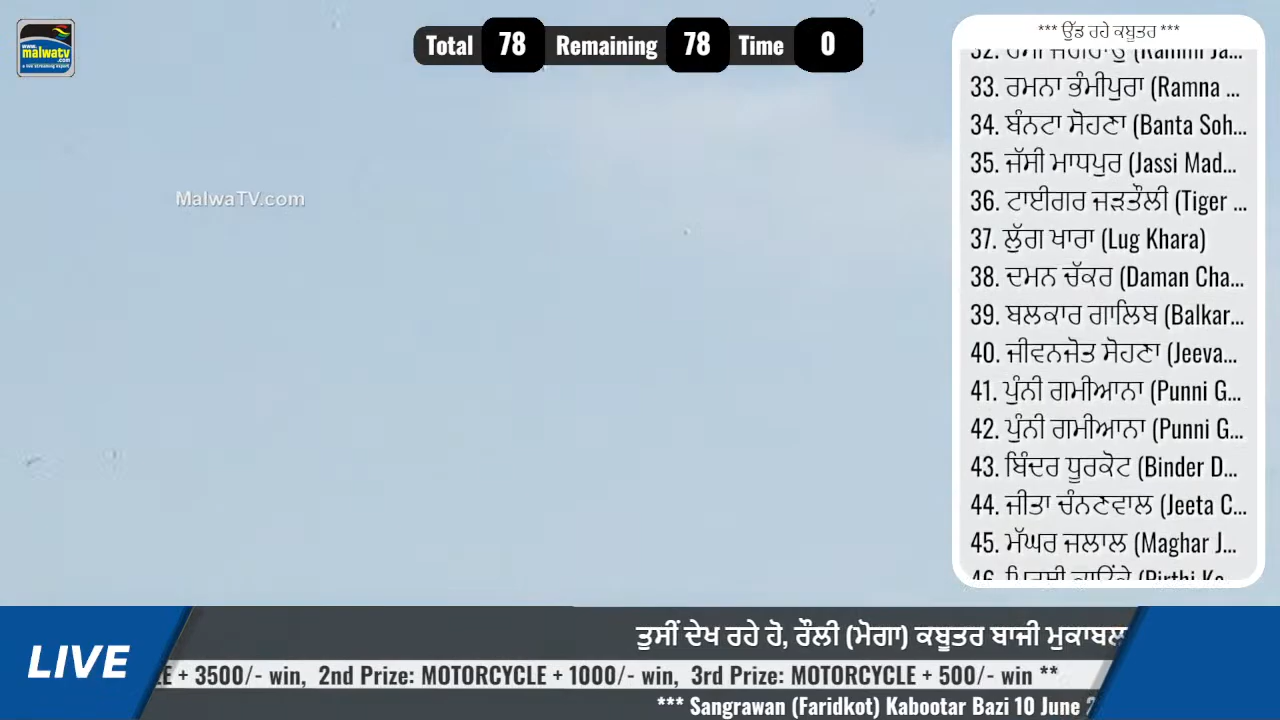 www.
malwatv
.com
Total 78 Remaining 78 Time 0
*** ਉੱਡ ਰਹੇ ਕਬੂਤਰ ***
33. ਰਮਨਾ ਭੰਮੀਪੁਰਾ (Ramna ...
34. ਬੰਨਟਾ ਸੋਹਣਾ (Banta Soh...
35. ਜੱਸੀ ਮਾਧਪੁਰ (Jassi Mad...
36. ਟਾਈਗਰ ਜੜਤੌਲੀ (Tiger ...
37. ਲੁੱਗ ਖਾਰਾ (Lug Khara)
38. ਦਮਨ ਚੱਕਰ (Daman Cha...
39. ਬਲਕਾਰ ਗਾਲਿਬ (Balkar...
40. ਜੀਵਨਜੋਤ ਸੋਹਣਾ (Jeeva...
41. ਪੁੰਨੀ ਗਮੀਆਨਾ (Punni G...
42. ਪੁੰਨੀ ਗਮੀਆਨਾ (Punni G...
43. ਬਿੰਦਰ ਧੂਰਕੋਟ (Binder D...
44. ਜੀਤਾ ਚੰਨਣਵਾਲ (Jeeta C...
45. ਮੱਘਰ ਜਲਾਲ (Maghar J...
MalwaTV.com
LIVE
ਤੁਸੀਂ ਦੇਖ ਰਹੇ ਹੋ, ਰੌਲੀ (ਮੋਗਾ) ਕਬੂਤਰ ਬਾਜੀ ਮੁਕਾਬਲ
+ 3500/- win, 2nd Prize: MOTORCYCLE + 1000/- win, 3rd Prize: MOTORCYCLE + 500/- win **
*** Sangrawan (Faridkot) Kabootar Bazi 10 June